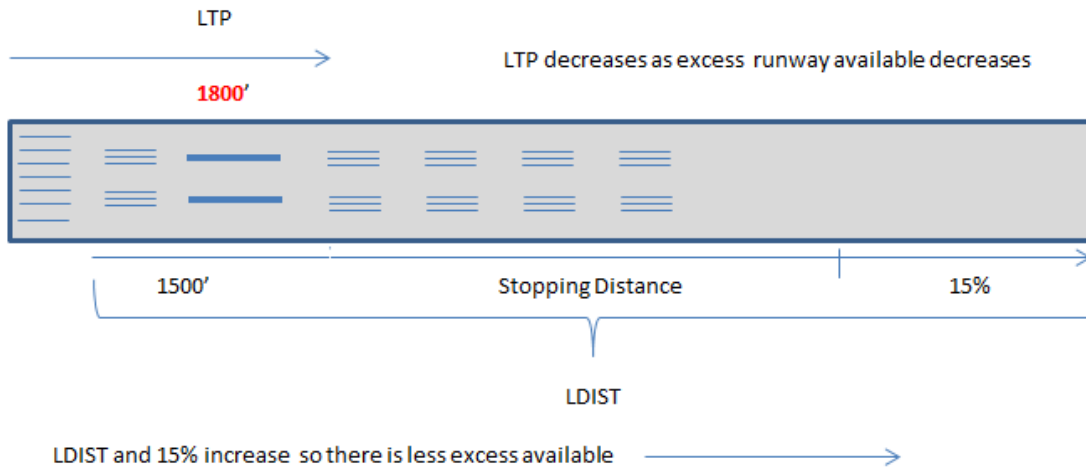 LTP
LTP decreases as excess runway available decreases
1800'
1500'
Stopping Distance
15%
LDIST
LDIST and 15% increase so there is less excess available